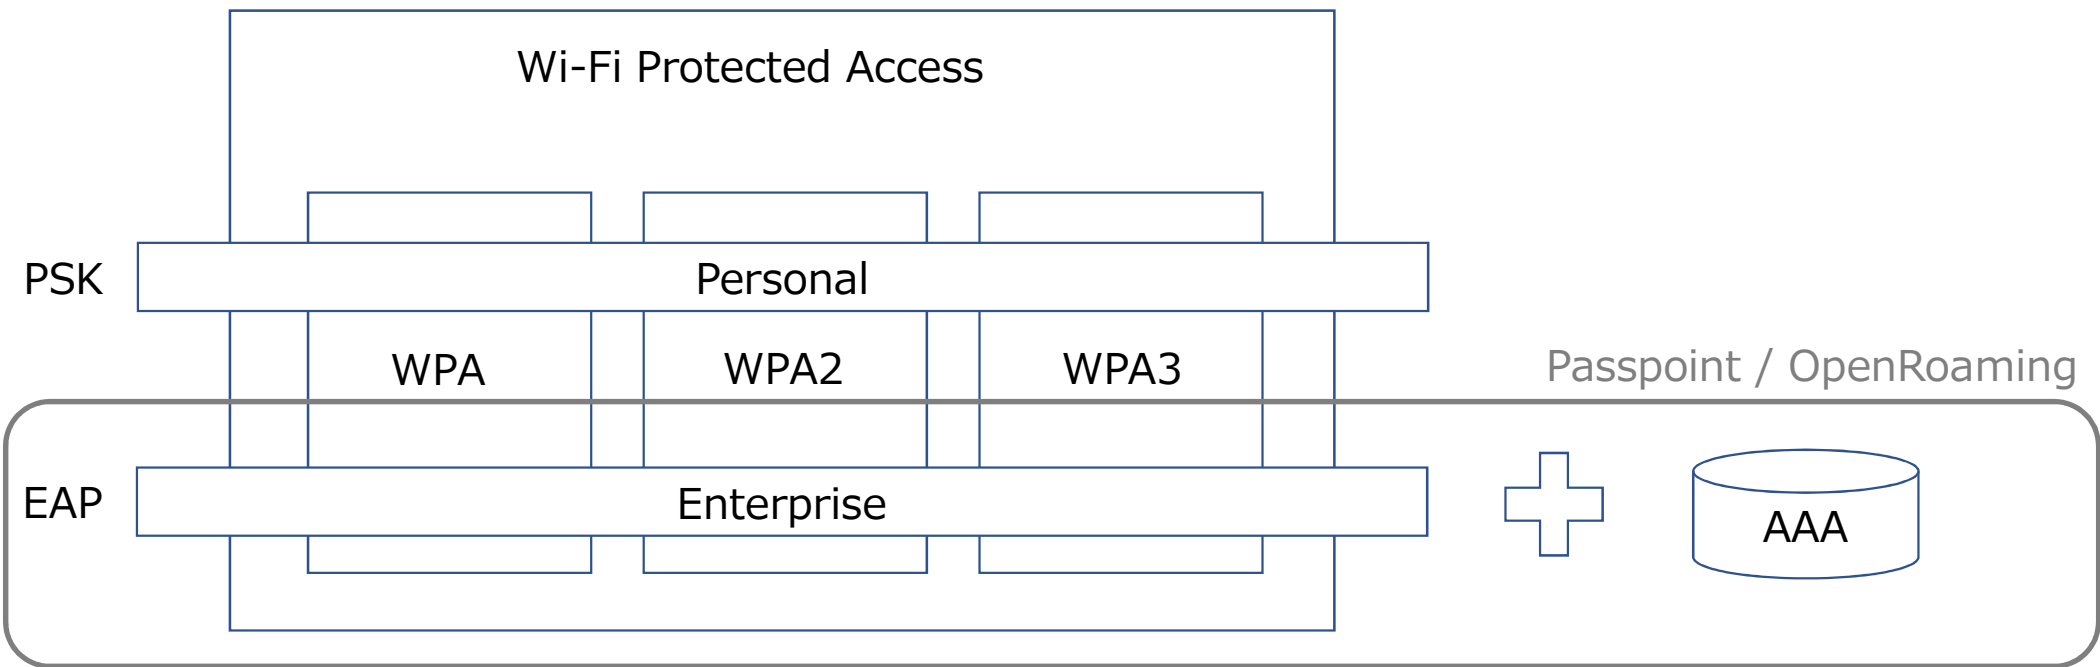 Wi-Fi Protected Access
PSK
Personal
WPA
WPA2
WPA3
Passpoint / OpenRoaming
EAP
Enterprise
AAA